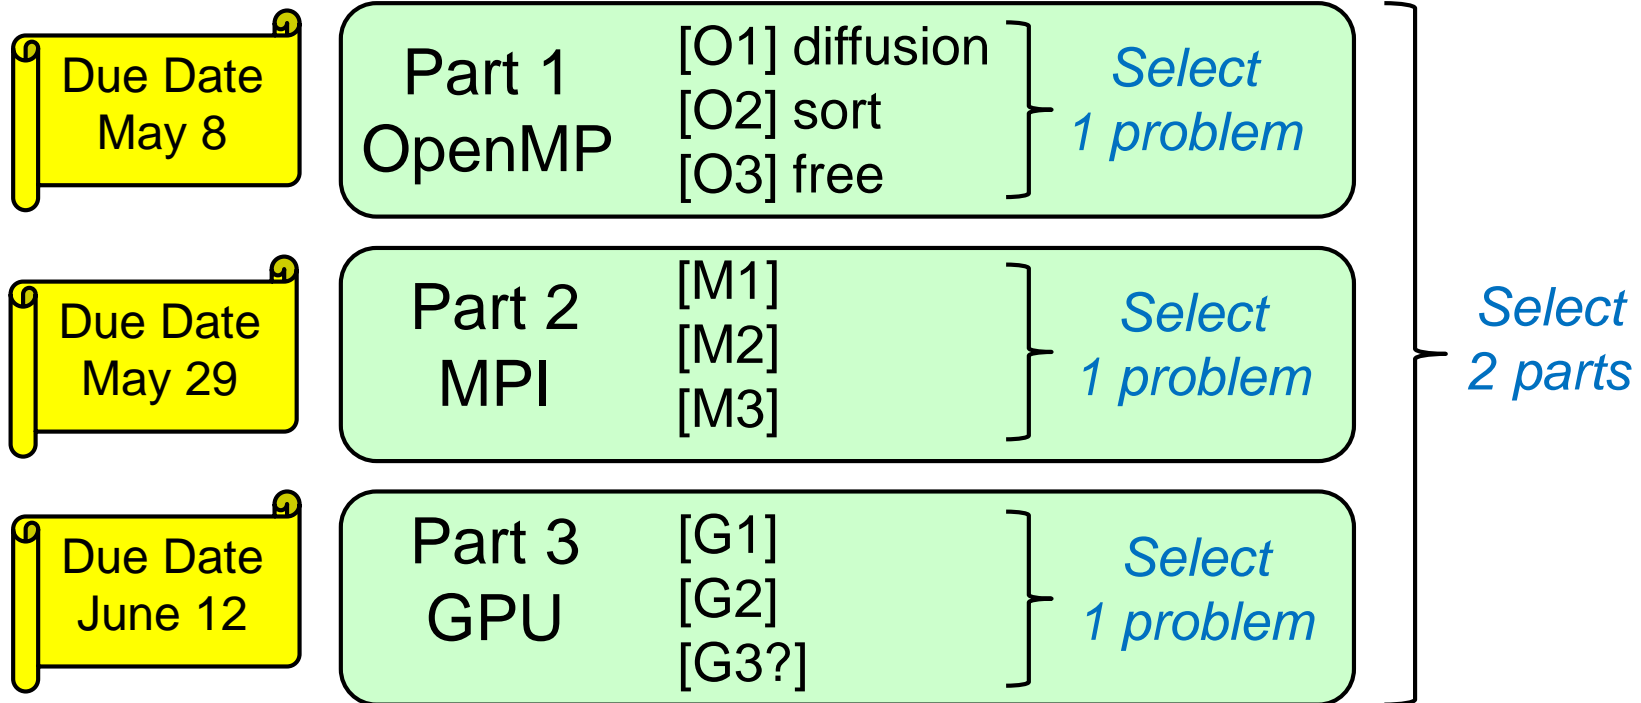 Due Date
May 8
Part 1
OpenMP
[O1] diffusion
[O2] sort
[O3] free
Select
1 problem
Due Date
May 29
Part 2
MPI
[M1]
[M2]
[M3]
Select
1 problem
Select
2 parts
Due Date
June 12
Part 3
GPU
[G1]
[G2]
[G3?]
Select
1 problem